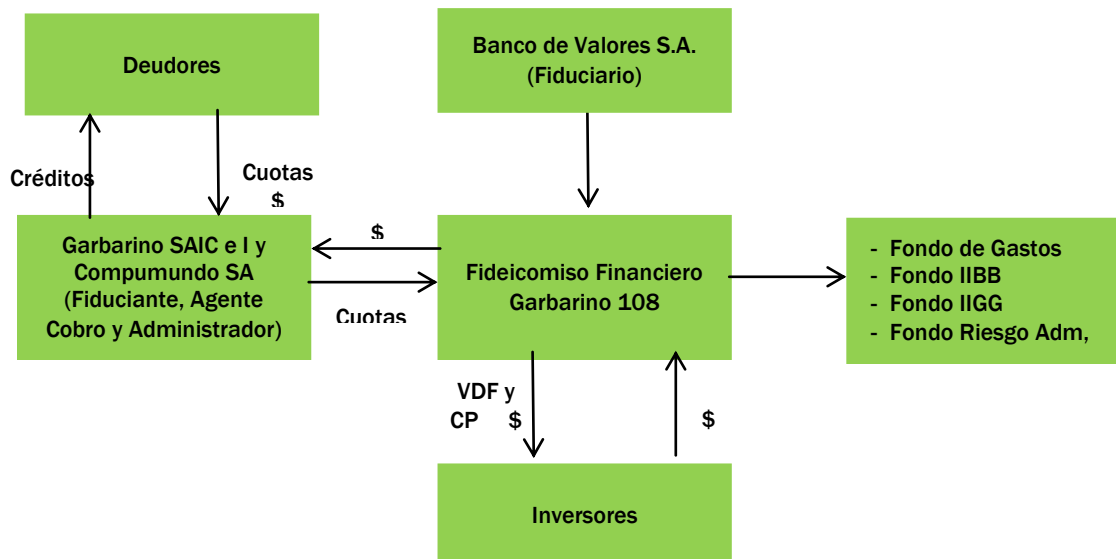 Deudores
Banco de Valores S.A.
(Fiduciario)
Créditos
Cuotas
$
Garbarino SAIC e I y
Compumundo SA
(Fiduciante, Agente
Cobro y Administrador)
$
Cuotas
Fideicomiso Financiero
Garbarino 108
- Fondo de Gastos
- Fondo IIBB
- Fondo IIGG
- Fondo Riesgo Adm,
VDF y
CP $
$
Inversores